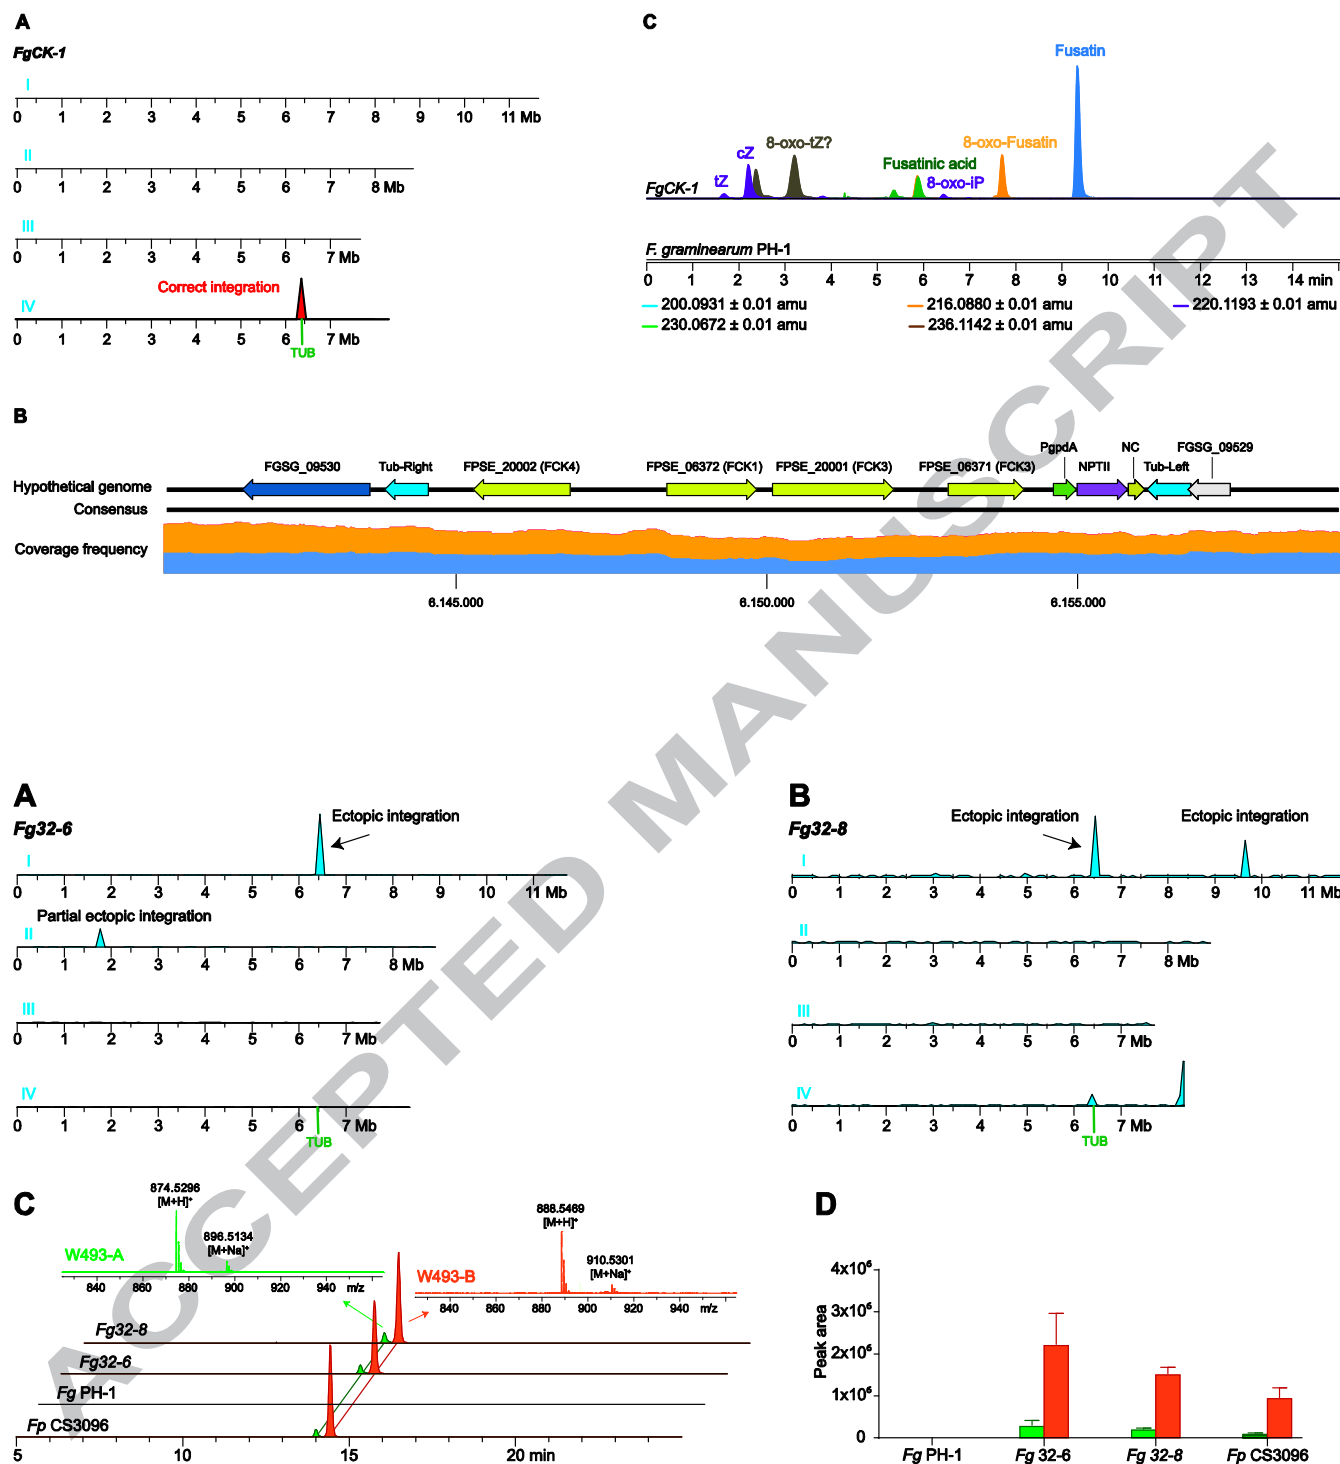 A
FgCK-1
I
0 1 2 3 4 5 6 7 8 9 10 11 Mb
II
0 1 2 3 4 5 6 7 8 Mb
III
0 1 2 3 4 5 6 7 Mb
Correct integration
IV
0 1 2 3 4 5 6 7 Mb
TUB
C
Fusatin
8-oxo-tZ?
8-oxo-Fusatin
cZ
Fusatinic acid
tZ
8-oxo-iP
FgCK-1
F. graminearum PH-1
0 1 2 3 4 5 6 7 8 9 10 11 12 13 14 min
200.0931 ± 0.01 amu 216.0880 ± 0.01 amu 220.1193 ± 0.01 amu
230.0672 ± 0.01 amu 236.1142 ± 0.01 amu
B
PgpdA NC FGSG_09529
FGSG_09530 Tub-Right FPSE_20002 (FCK4) FPSE_06372 (FCK1) FPSE_20001 (FCK3) FPSE_06371 (FCK3) NPTII Tub-Left
Hypothetical genome
Consensus
Coverage frequency
6.145.000 6.150.000 6.155.000
A
Fg32-6
Ectopic integration
I
0 1 2 3 4 5 6 7 8 9 10 11 Mb
Partial ectopic integration
II
0 1 2 3 4 5 6 7 8 Mb
III
0 1 2 3 4 5 6 7 Mb
IV
0 1 2 3 4 5 6 7 Mb
TUB
B
Fg32-8
Ectopic integration Ectopic integration
I
0 1 2 3 4 5 6 7 8 9 10 11 Mb
II
0 1 2 3 4 5 6 7 8 Mb
III
0 1 2 3 4 5 6 7 Mb
IV
0 1 2 3 4 5 6 7 Mb
TUB
C
874.5296
[M+H]+
896.5134
[M+Na]+
W493-A
840 860 880 900 920 940 m/z
888.5469
[M+H]+
910.5301
[M+Na]+
W493-B
840 860 880 900 920 940 m/z
Fg32-8
Fg32-6
Fg PH-1
Fp CS3096
5 10 15 20 min
D
Peak area
4x10⁶
3x10⁶
2x10⁶
1x10⁶
0
Fg PH-1 Fg 32-6 Fg 32-8 Fp CS3096
ACCEPTED MANUSCRIPT